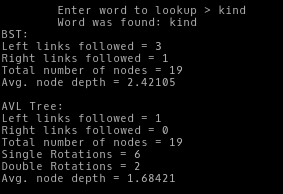 Enter word to lookup > kind
Word was found: kind
BST:
Left links followed = 3
Right links followed = 1
Total number of nodes = 19
Avg. node depth = 2.42105
AVL Tree:
Left links followed = 1
Right links followed = 0
Total number of nodes = 19
Single Rotations = 6
Double Rotations = 2
Avg. node depth = 1.68421